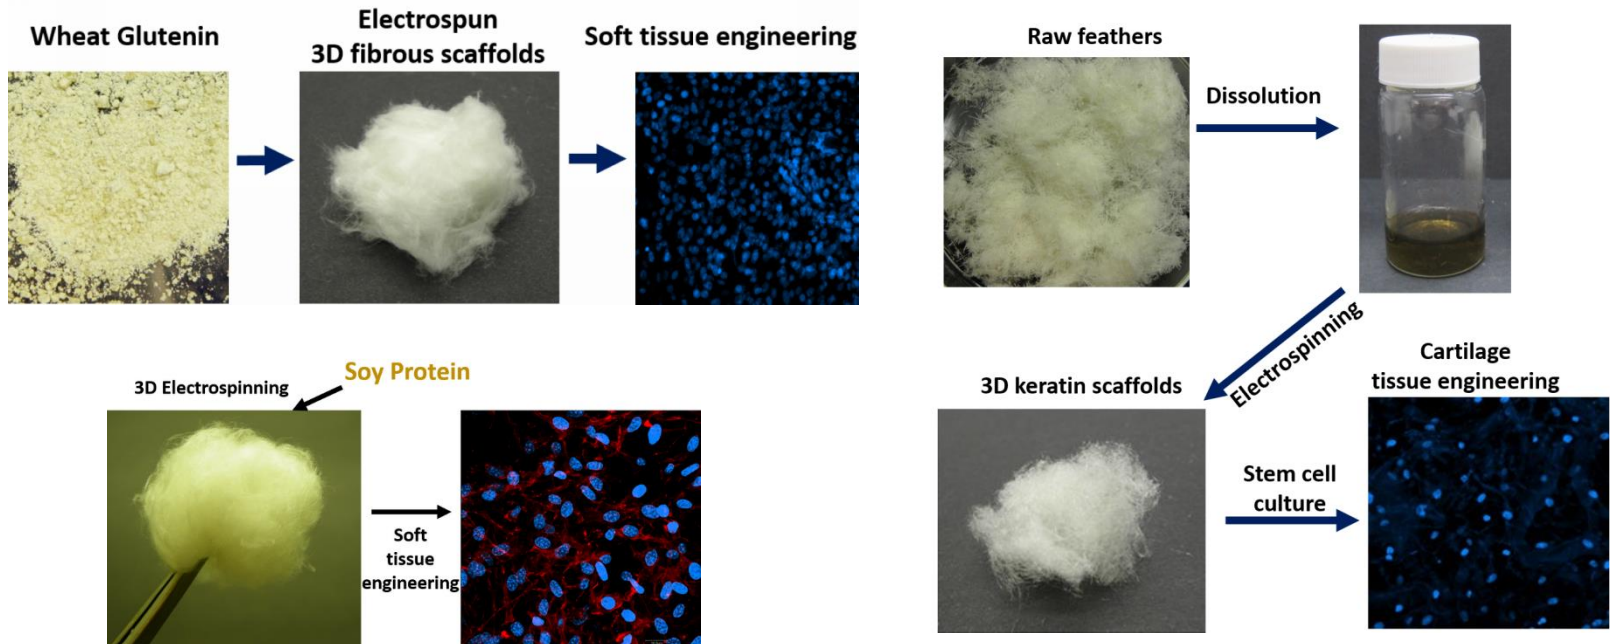 Wheat Glutenin
Electrospun
3D fibrous scaffolds
Soft tissue engineering
Raw feathers
Dissolution
Electrospinning
3D keratin scaffolds
Stem cell
culture
Cartilage
tissue engineering
3D Electrospinning
Soy Protein
Soft
tissue
engineering